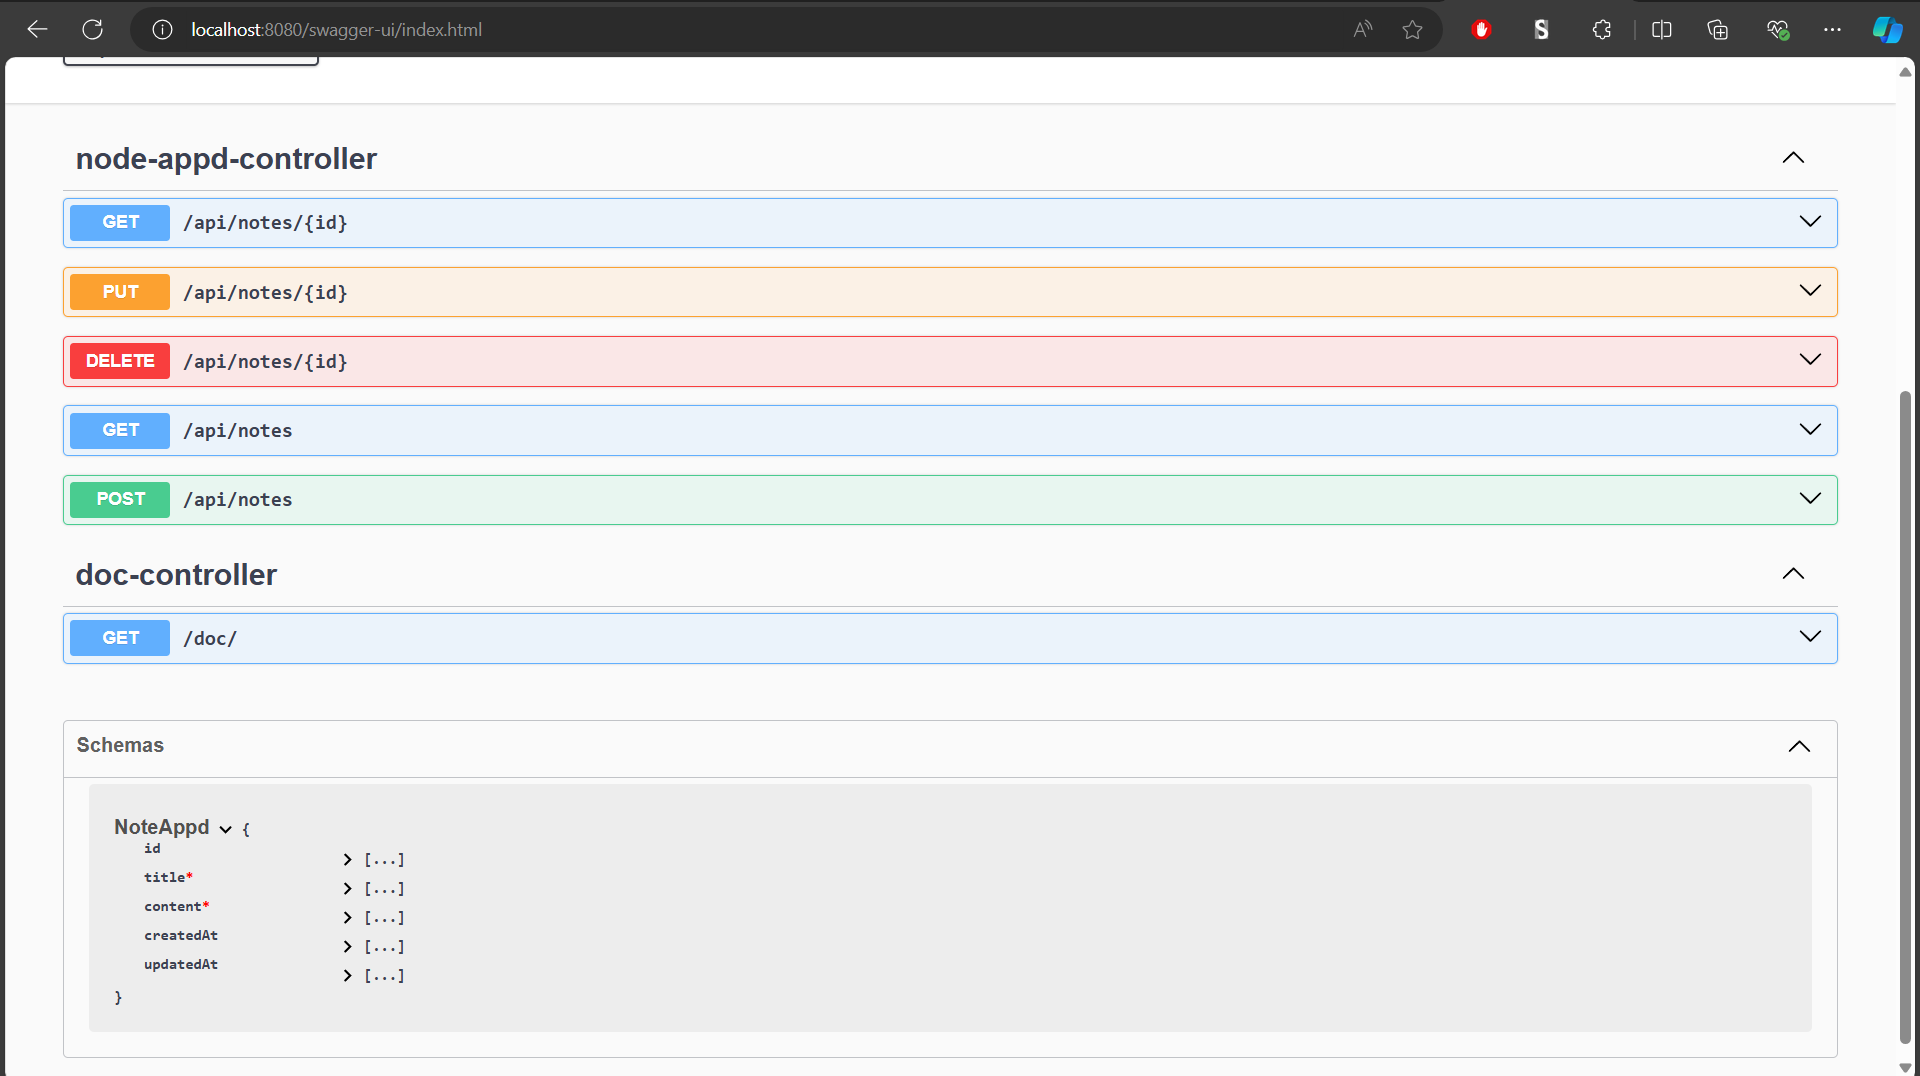 localhost:8080/swagger-ui/index.html
node-appd-controller
GET /api/notes/{id}
PUT /api/notes/{id}
DELETE /api/notes/{id}
GET /api/notes
POST /api/notes
doc-controller
GET /doc/
Schemas
NoteAppd {
id [...]
title* [...]
content* [...]
createdAt [...]
updatedAt [...]
}